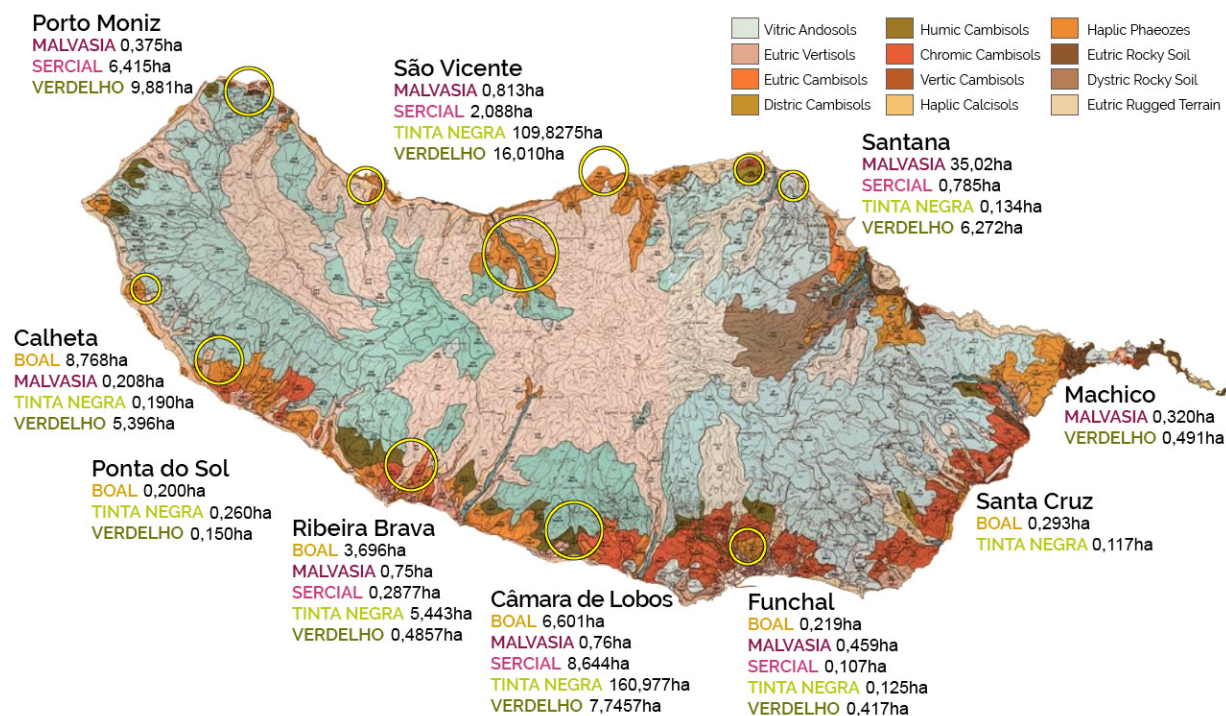 Porto Moniz
MALVASIA 0,375ha
SERCIAL 6,415ha
VERDELHO 9,881ha
São Vicente
MALVASIA 0,813ha
SERCIAL 2,088ha
TINTA NEGRA 109,8275ha
VERDELHO 16,010ha
Vitric Andosols
Eutric Vertisols
Eutric Cambisols
Distric Cambisols
Humic Cambisols
Chromic Cambisols
Vertic Cambisols
Haplic Calcisols
Haplic Phaeozes
Eutric Rocky Soil
Dystric Rocky Soil
Eutric Rugged Terrain
Santana
MALVASIA 35,02ha
SERCIAL 0,785ha
TINTA NEGRA 0,134ha
VERDELHO 6,272ha
Calheta
BOAL 8,768ha
MALVASIA 0,208ha
TINTA NEGRA 0,190ha
VERDELHO 5,396ha
Machico
MALVASIA 0,320ha
VERDELHO 0,491ha
Ponta do Sol
BOAL 0,200ha
TINTA NEGRA 0,260ha
VERDELHO 0,150ha
Santa Cruz
BOAL 0,293ha
TINTA NEGRA 0,117ha
Ribeira Brava
BOAL 3,696ha
MALVASIA 0,75ha
SERCIAL 0,2877ha
TINTA NEGRA 5,443ha
VERDELHO 0,4857ha
Câmara de Lobos
BOAL 6,601ha
MALVASIA 0,76ha
SERCIAL 8,644ha
TINTA NEGRA 160,977ha
VERDELHO 7,7457ha
Funchal
BOAL 0,219ha
MALVASIA 0,459ha
SERCIAL 0,107ha
TINTA NEGRA 0,125ha
VERDELHO 0,417ha